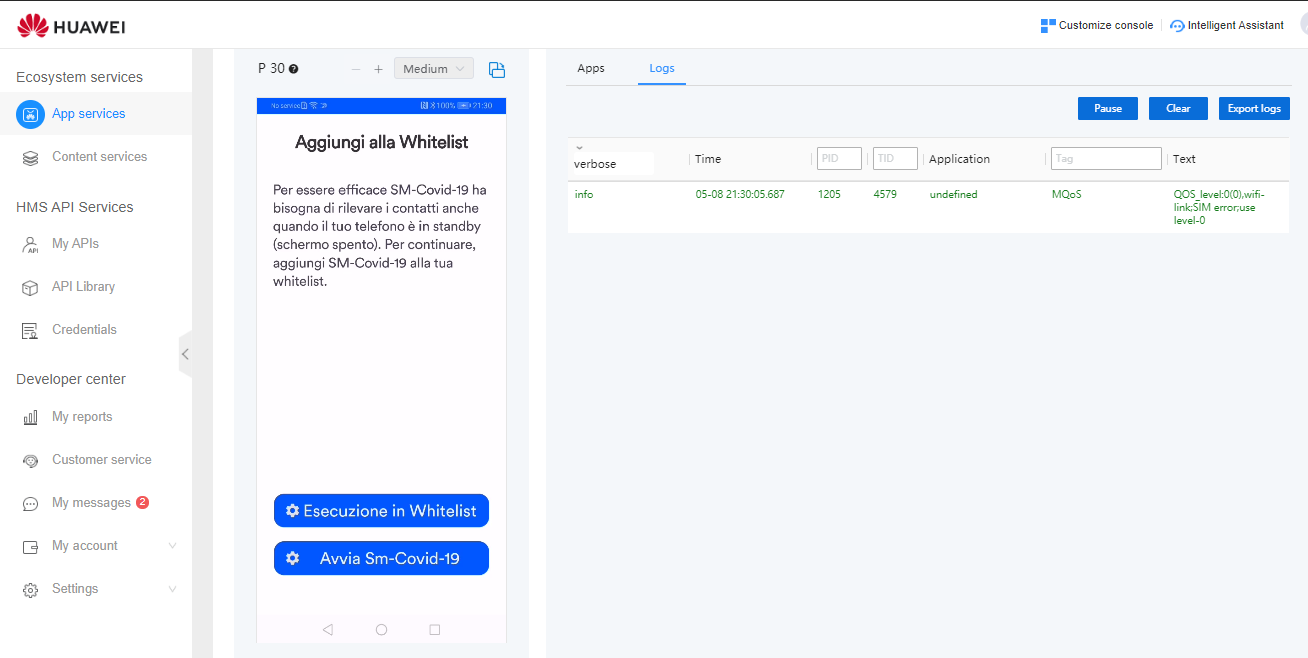 HUAWEI
Customize console
Intelligent Assistant
Ecosystem services
App services
Content services
HMS API Services
My APIs
API Library
Credentials
Developer center
My reports
Customer service
My messages 2
My account
Settings
P 30 ?
− + Medium
No service 100% 21:30
Aggiungi alla Whitelist
Per essere efficace SM-Covid-19 ha
bisogna di rilevare i contatti anche
quando il tuo telefono è in standby
(schermo spento). Per continuare,
aggiungi SM-Covid-19 alla tua
whitelist.
Esecuzione in Whitelist
Avvia Sm-Covid-19
Apps Logs
Pause Clear Export logs
verbose Time PID TID Application Tag Text
info 05-08 21:30:05.687 1205 4579 undefined MQoS QOS_level:0(0),wifi-
link;SIM error;use
level-0